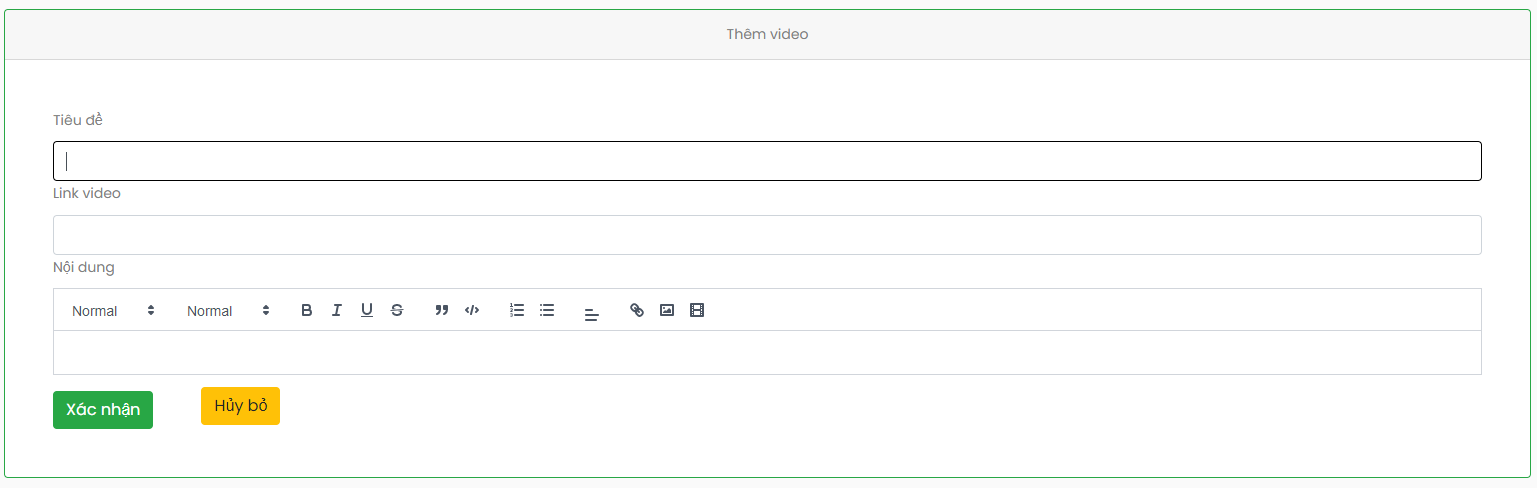 Thêm video
Tiêu đề
Link video
Nội dung
Normal Normal
Xác nhận Hủy bỏ